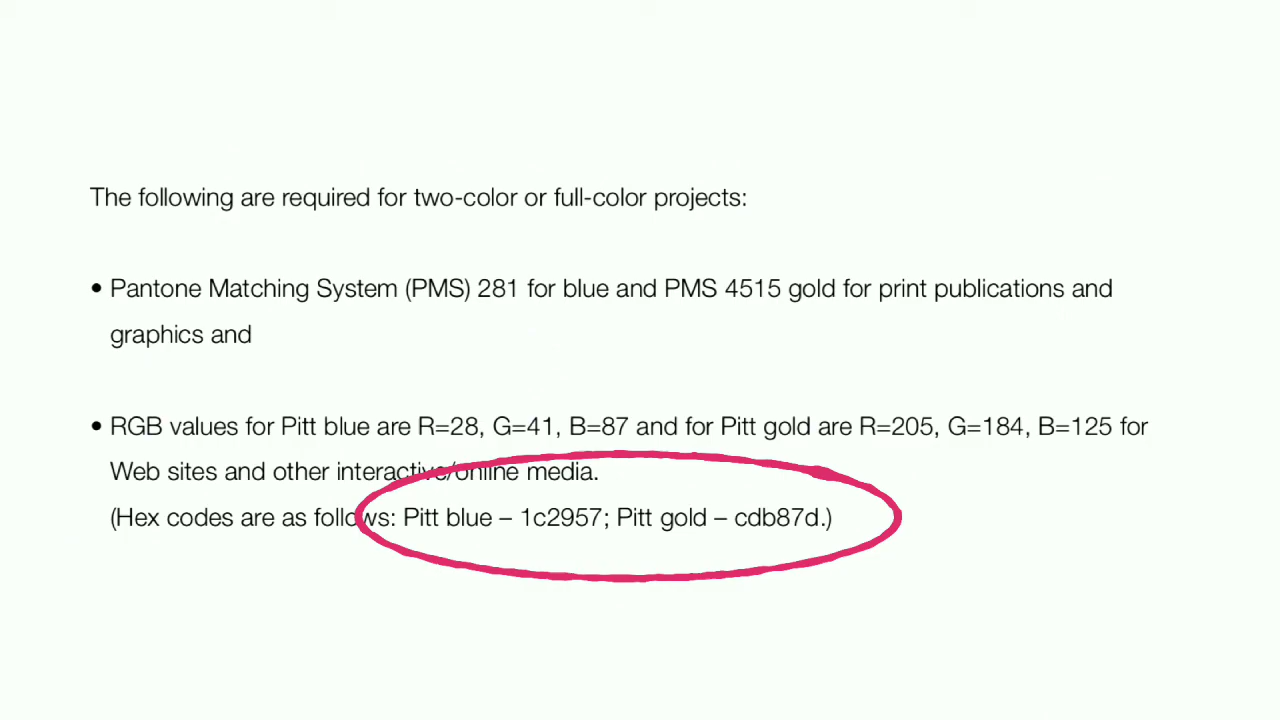 The following are required for two-color or full-color projects:
• Pantone Matching System (PMS) 281 for blue and PMS 4515 gold for print publications and
graphics and
• RGB values for Pitt blue are R=28, G=41, B=87 and for Pitt gold are R=205, G=184, B=125 for
Web sites and other interactive/online media.
(Hex codes are as follows: Pitt blue – 1c2957; Pitt gold – cdb87d.)